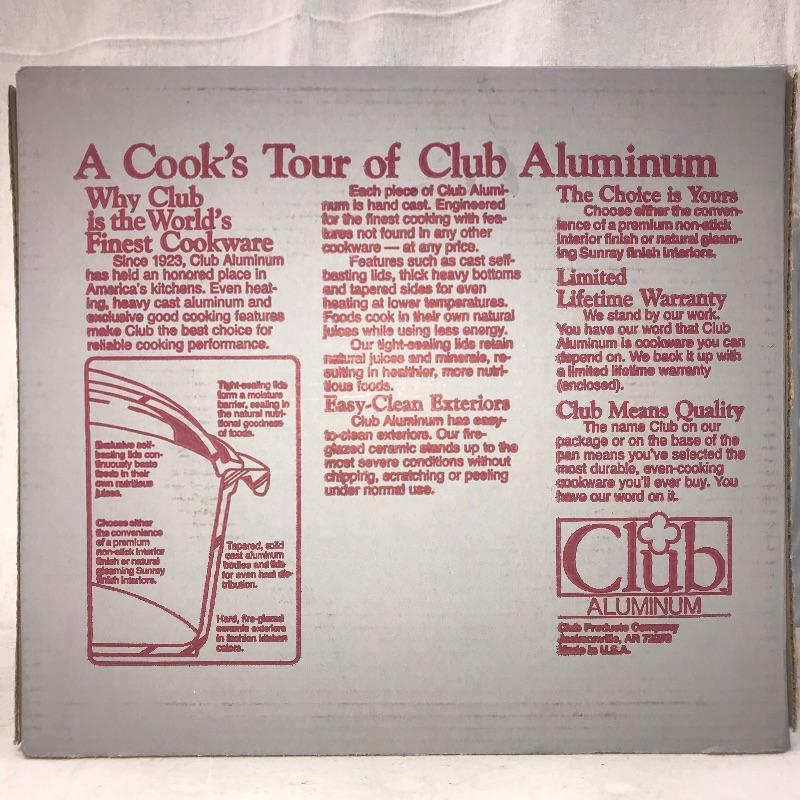 A Cook's Tour of Club Aluminum
Why Club
is the World's
Finest Cookware
Since 1923, Club Aluminum
has held an honored place in
America's kitchens. Even heat-
ing, heavy cast aluminum and
exclusive good cooking features
make Club the best choice for
reliable cooking performance.
Tight-sealing lids
form a moisture
barrier, sealing in
the natural nutri-
tional goodness
of foods.
Exclusive self-
basting lids con-
tinuously baste
foods in their
own nutritious
juices.
Choose either
the convenience
of a premium
non-stick interior
finish or natural
gleaming Sunray
finish interiors.
Tapered, solid
cast aluminum
bodies and lids
for even heat dis-
tribution.
Hard, fire-glazed
ceramic exteriors
in fashion kitchen
colors.
Each piece of Club Alumi-
num is hand cast. Engineered
for the finest cooking with fea-
tures not found in any other
cookware — at any price.
Features such as cast self-
basting lids, thick heavy bottoms
and tapered sides for even
heating at lower temperatures.
Foods cook in their own natural
juices while using less energy.
Our tight-sealing lids retain
natural juices and minerals, re-
sulting in healthier, more nutri-
tious foods.
Easy-Clean Exteriors
Club Aluminum has easy-
to-clean exteriors. Our fire-
glazed ceramic stands up to the
most severe conditions without
chipping, scratching or peeling
under normal use.
The Choice is Yours
Choose either the conven-
ience of a premium non-stick
interior finish or natural gleam-
ing Sunray finish interiors.
Limited
Lifetime Warranty
We stand by our work.
You have our word that Club
Aluminum is cookware you can
depend on. We back it up with
a limited lifetime warranty
(enclosed).
Club Means Quality
The name Club on our
package or on the base of the
pan means you've selected the
most durable, even-cooking
cookware you'll ever buy. You
have our word on it.
Club
ALUMINUM
Club Products Company
Jacksonville, AR
Made in U.S.A.